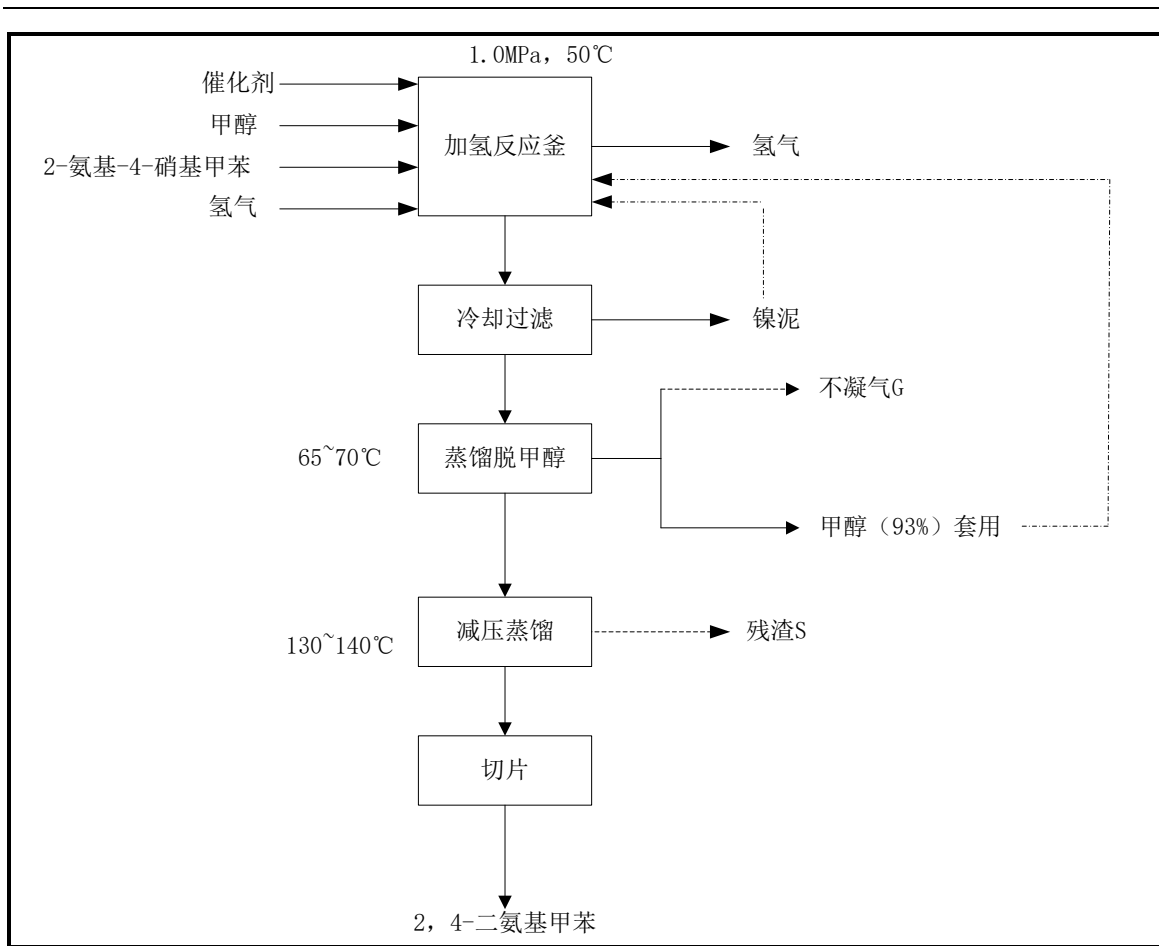 1.0MPa，50℃
催化剂
甲醇
2-氨基-4-硝基甲苯
氢气
加氢反应釜
氢气
冷却过滤
镍泥
不凝气G
65~70℃
蒸馏脱甲醇
甲醇（93%）套用
130~140℃
减压蒸馏
残渣S
切片
2，4-二氨基甲苯